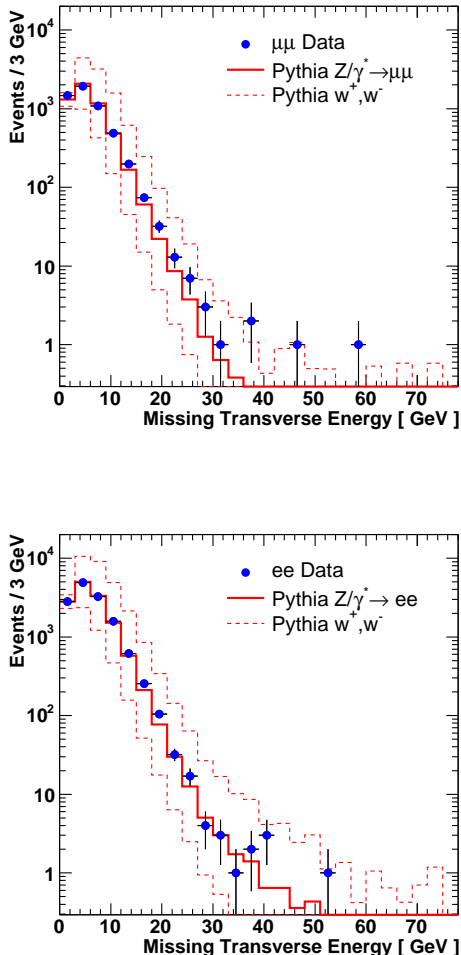 Events / 3 GeV
10⁴
10³
10²
10
1
μμ Data
Pythia Z/γ*→μμ
Pythia w⁺,w⁻
0 10 20 30 40 50 60 70
Missing Transverse Energy [ GeV ]
Events / 3 GeV
10⁴
10³
10²
10
1
ee Data
Pythia Z/γ*→ ee
Pythia w⁺,w⁻
0 10 20 30 40 50 60 70
Missing Transverse Energy [ GeV ]